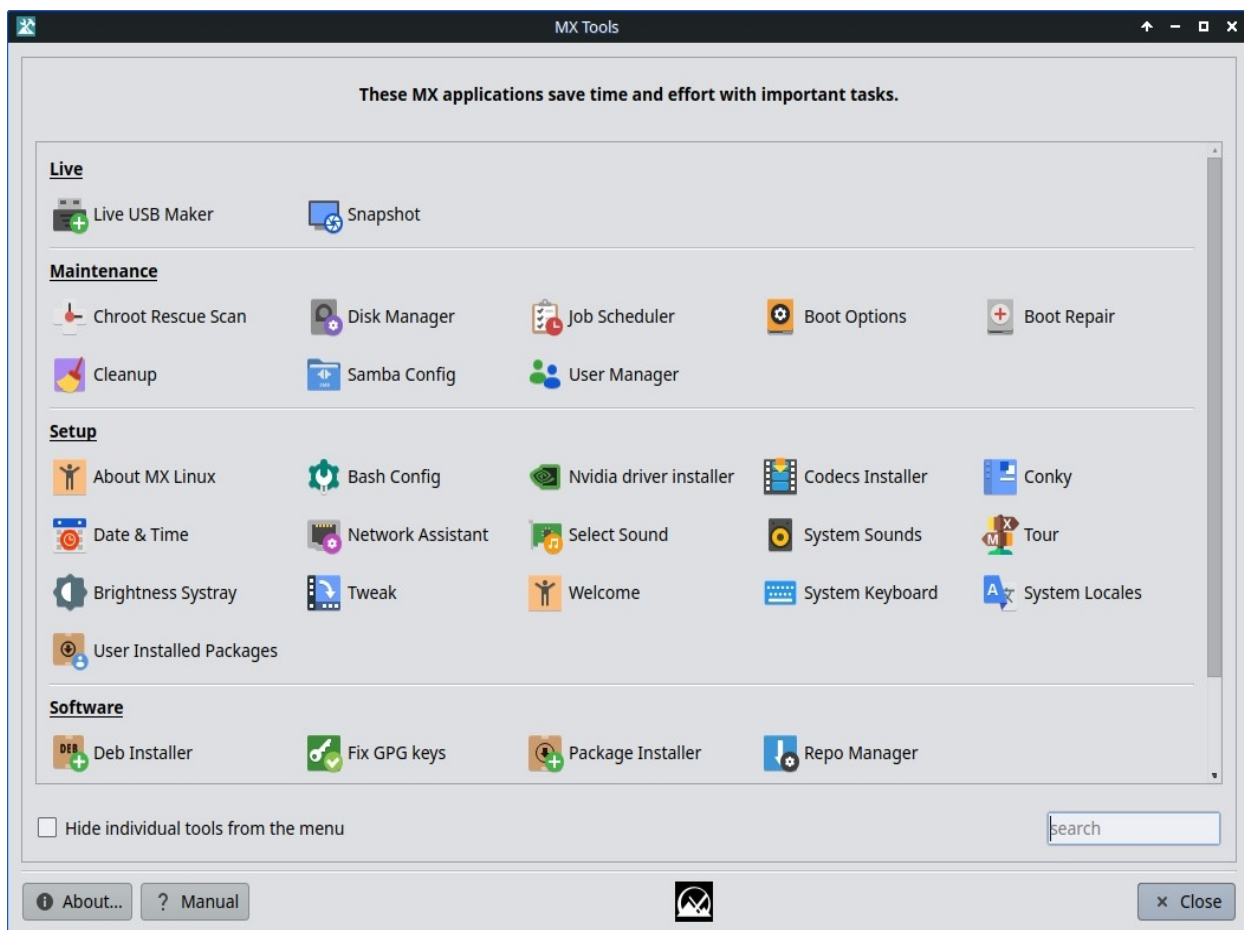 MX Tools
These MX applications save time and effort with important tasks.
Live
Live USB Maker Snapshot
Maintenance
Chroot Rescue Scan Disk Manager Job Scheduler Boot Options Boot Repair
Cleanup Samba Config User Manager
Setup
About MX Linux Bash Config Nvidia driver installer Codecs Installer Conky
Date & Time Network Assistant Select Sound System Sounds Tour
Brightness Systray Tweak Welcome System Keyboard System Locales
User Installed Packages
Software
Deb Installer Fix GPG keys Package Installer Repo Manager
Hide individual tools from the menu search
About... ? Manual Close